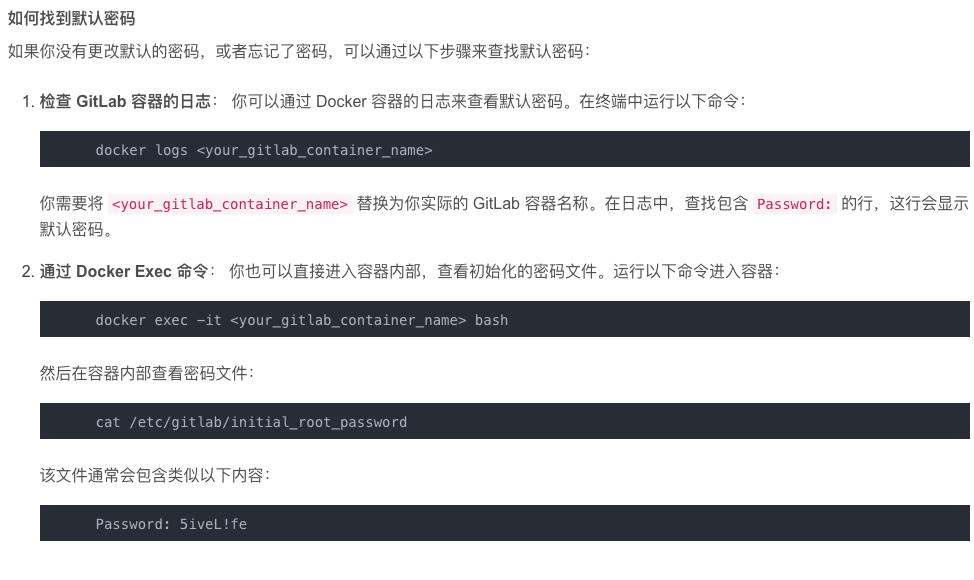 如何找到默认密码
如果你没有更改默认的密码，或者忘记了密码，可以通过以下步骤来查找默认密码：
1. 检查 GitLab 容器的日志： 你可以通过 Docker 容器的日志来查看默认密码。在终端中运行以下命令：
docker logs <your_gitlab_container_name>
你需要将 <your_gitlab_container_name> 替换为你实际的 GitLab 容器名称。在日志中，查找包含 Password: 的行，这行会显示
默认密码。
2. 通过 Docker Exec 命令： 你也可以直接进入容器内部，查看初始化的密码文件。运行以下命令进入容器：
docker exec -it <your_gitlab_container_name> bash
然后在容器内部查看密码文件：
cat /etc/gitlab/initial_root_password
该文件通常会包含类似以下内容：
Password: 5iveL!fe